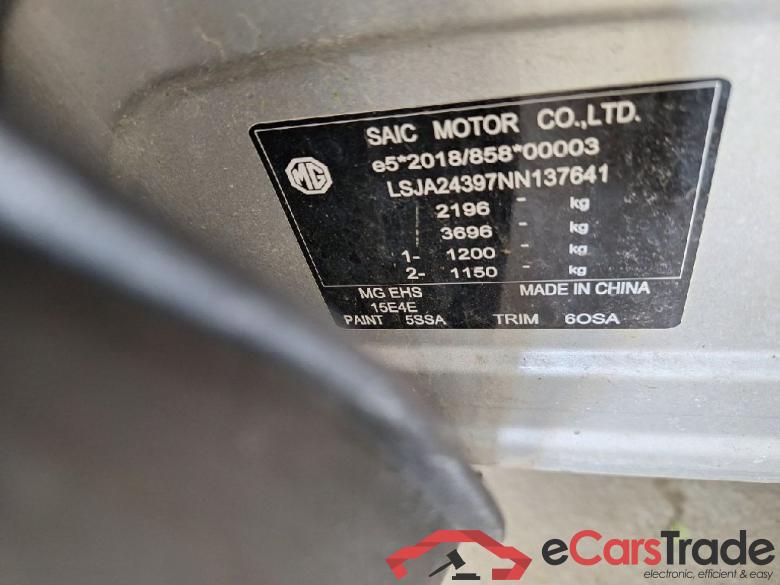 SAIC MOTOR CO.,LTD.
e5*2018/858*00003
MG
LSJA24397NN137641
2196 - kg
3696 - kg
1- 1200 - kg
2- 1150 - kg
MG EHS MADE IN CHINA
15E4E
PAINT 5SSA TRIM 6OSA
eCarsTrade
electronic, efficient & easy